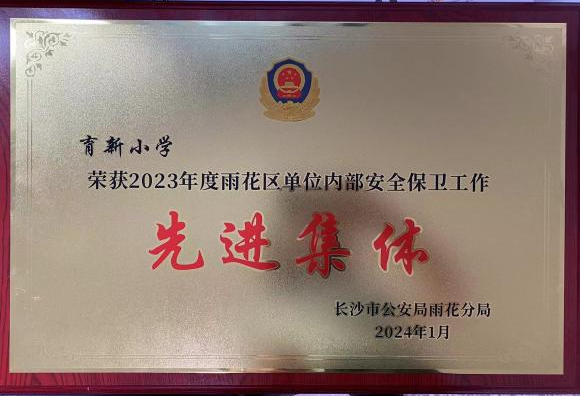 育新小学
荣获2023年度雨花区单位内部安全保卫工作
先进集体
长沙市公安局雨花分局
2024年1月